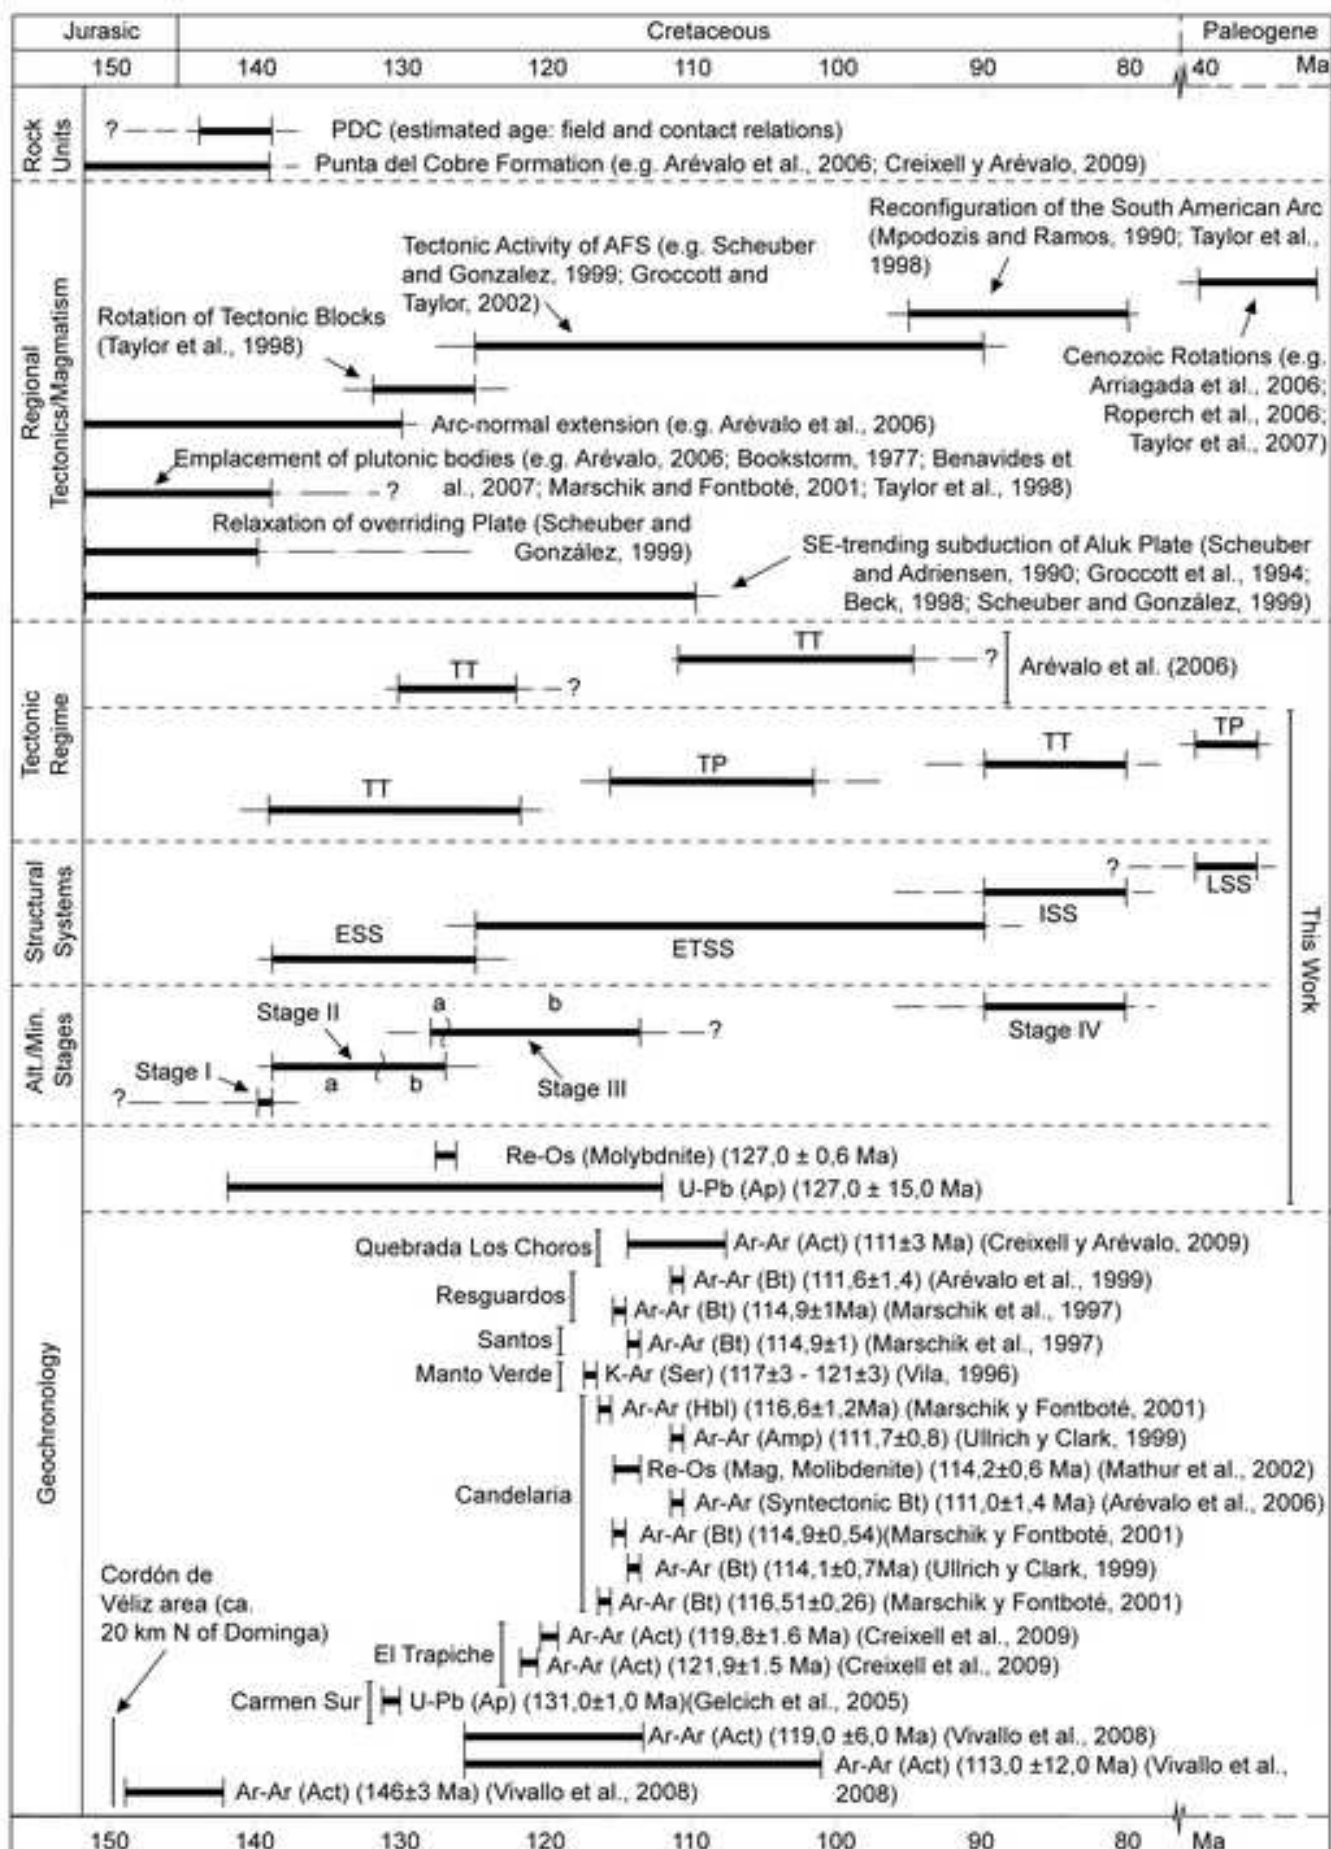 Jurasic Cretaceous Paleogene
150 140 130 120 110 100 90 80 40 Ma
Rock
Units
? PDC (estimated age: field and contact relations)
Punta del Cobre Formation (e.g. Arévalo et al., 2006; Creixell y Arévalo, 2009)
Regional
Tectonics/Magmatism
Reconfiguration of the South American Arc
(Mpodozis and Ramos, 1990; Taylor et al.,
1998)
Tectonic Activity of AFS (e.g. Scheuber
and Gonzalez, 1999; Groccott and
Taylor, 2002)
Rotation of Tectonic Blocks
(Taylor et al., 1998)
Cenozoic Rotations (e.g.
Arriagada et al., 2006;
Roperch et al., 2006;
Taylor et al., 2007)
Arc-normal extension (e.g. Arévalo et al., 2006)
Emplacement of plutonic bodies (e.g. Arévalo, 2006; Bookstorm, 1977; Benavides et
al., 2007; Marschik and Fontboté, 2001; Taylor et al., 1998)
?
Relaxation of overriding Plate (Scheuber and
González, 1999)
SE-trending subduction of Aluk Plate (Scheuber
and Adriensen, 1990; Groccott et al., 1994;
Beck, 1998; Scheuber and González, 1999)
Tectonic
Regime
TT ?
Arévalo et al. (2006)
TT ?
TP
TT
TP
TT
This Work
Structural
Systems
? LSS
ISS
ETSS
ESS
Alt./Min.
Stages
a b
Stage II
?
Stage IV
Stage III
a b
Stage I
?
Re-Os (Molybdnite) (127,0 ± 0,6 Ma)
U-Pb (Ap) (127,0 ± 15,0 Ma)
Geochronology
Quebrada Los Choros Ar-Ar (Act) (111±3 Ma) (Creixell y Arévalo, 2009)
Resguardos Ar-Ar (Bt) (111,6±1,4) (Arévalo et al., 1999)
Ar-Ar (Bt) (114,9±1Ma) (Marschik et al., 1997)
Santos Ar-Ar (Bt) (114,9±1) (Marschik et al., 1997)
Manto Verde K-Ar (Ser) (117±3 - 121±3) (Vila, 1996)
Candelaria Ar-Ar (Hbl) (116,6±1,2Ma) (Marschik y Fontboté, 2001)
Ar-Ar (Amp) (111,7±0,8) (Ullrich y Clark, 1999)
Re-Os (Mag, Molibdenite) (114,2±0,6 Ma) (Mathur et al., 2002)
Ar-Ar (Syntectonic Bt) (111,0±1,4 Ma) (Arévalo et al., 2006)
Ar-Ar (Bt) (114,9±0,54)(Marschik y Fontboté, 2001)
Ar-Ar (Bt) (114,1±0,7Ma) (Ullrich y Clark, 1999)
Ar-Ar (Bt) (116,51±0,26) (Marschik y Fontboté, 2001)
Cordón de
Véliz area (ca.
20 km N of Dominga)
El Trapiche Ar-Ar (Act) (119,8±1.6 Ma) (Creixell et al., 2009)
Ar-Ar (Act) (121,9±1.5 Ma) (Creixell et al., 2009)
Carmen Sur U-Pb (Ap) (131,0±1,0 Ma)(Gelcich et al., 2005)
Ar-Ar (Act) (119,0 ±6,0 Ma) (Vivallo et al., 2008)
Ar-Ar (Act) (113,0 ±12,0 Ma) (Vivallo et al.,
2008)
Ar-Ar (Act) (146±3 Ma) (Vivallo et al., 2008)
150 140 130 120 110 100 90 80 Ma